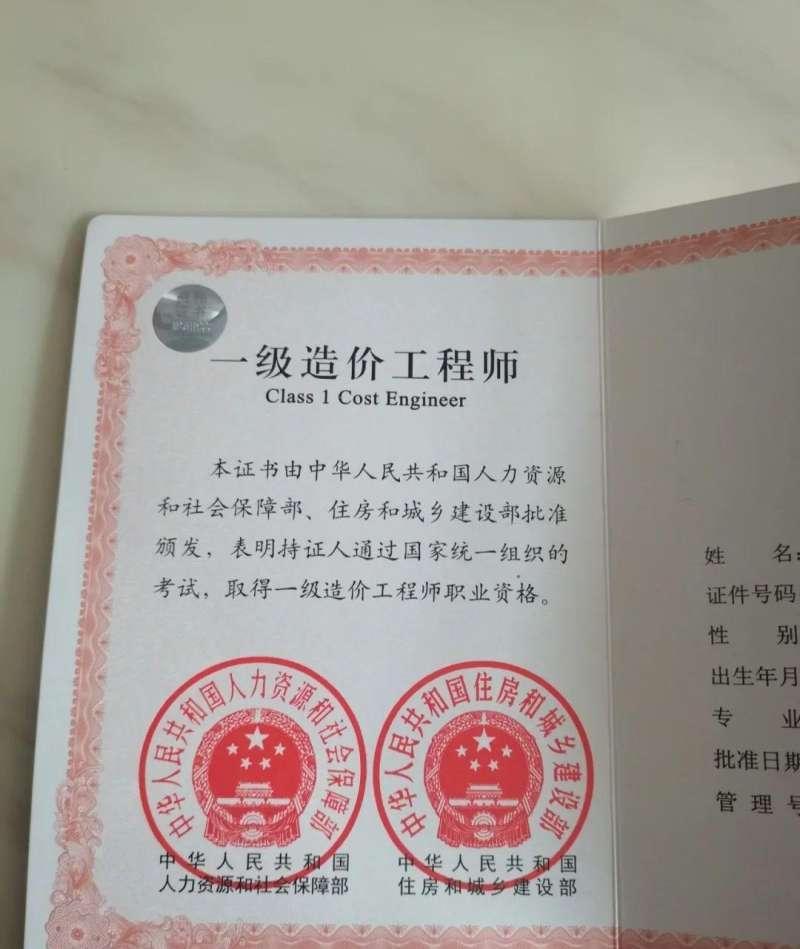 一级造价工程师
Class 1 Cost Engineer
本证书由中华人民共和国人力资源
和社会保障部、住房和城乡建设部批准
颁发，表明持证人通过国家统一组织的
考试，取得一级造价工程师职业资格。
中华人民共和国人力资源和社会保障部
中华人民共和国住房和城乡建设部
中华人民共和国
人力资源和社会保障部
中华人民共和国
住房和城乡建设部
姓 名：
证件号码
性 别
出生年月
专 业
批准日期
管 理 号